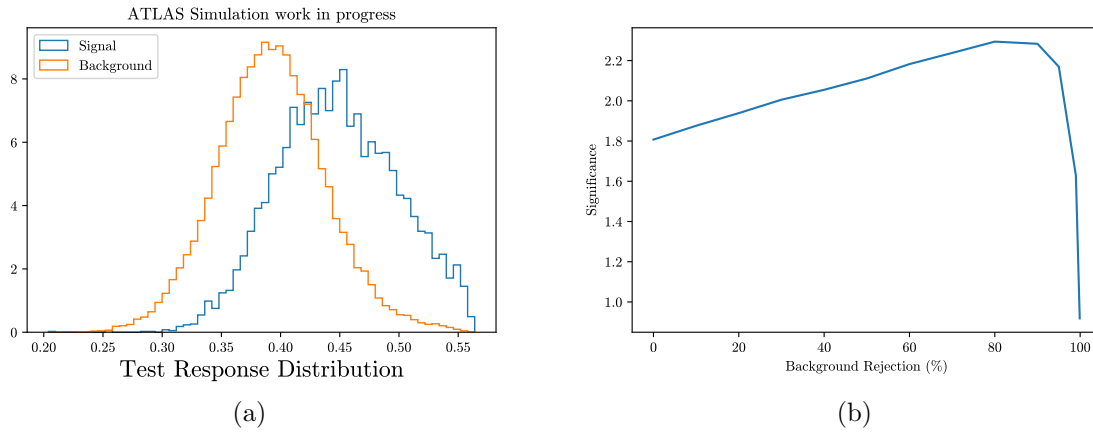 ATLAS Simulation work in progress
Signal
Background
8
6
4
2
0
0.20 0.25 0.30 0.35 0.40 0.45 0.50 0.55
Test Response Distribution
(a)
2.2
2.0
1.8
1.6
1.4
1.2
1.0
Significance
0 20 40 60 80 100
Background Rejection (%)
(b)